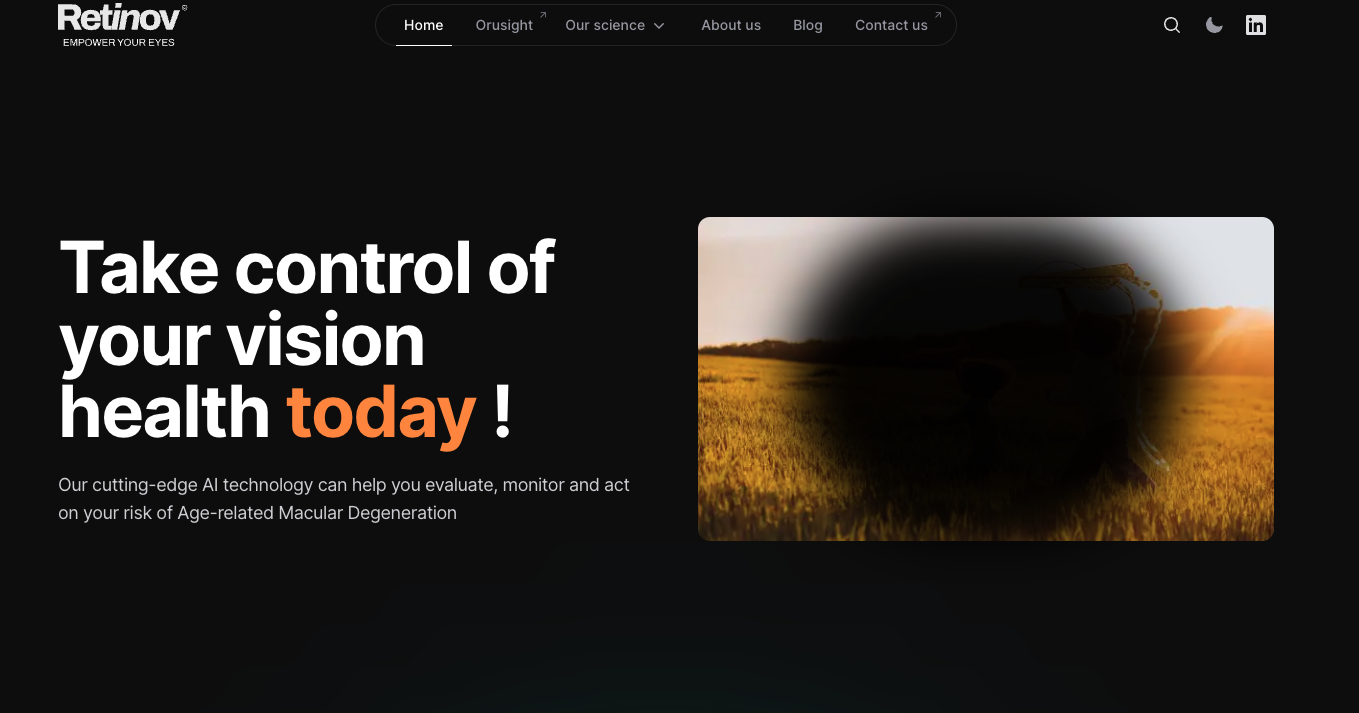 Retinov©
EMPOWER YOUR EYES
Home
Orusight
Our science
About us
Blog
Contact us
in
Take control of
your vision
health today !
Our cutting-edge AI technology can help you evaluate, monitor and act
on your risk of Age-related Macular Degeneration